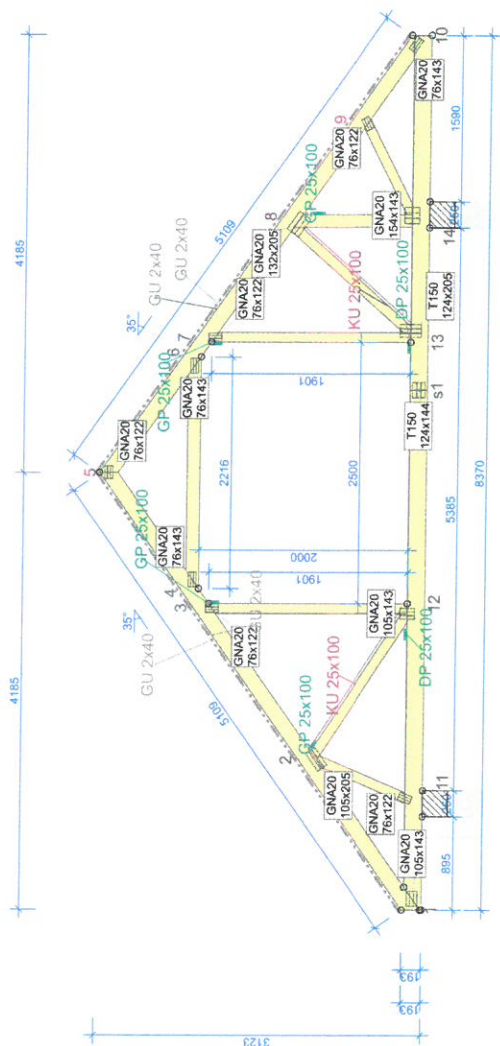 4185
4185
5109
5109
35°
35°
GU 2x40
GU 2x40
GU 2x40
GU 2x40
10
9
8
7
6
5
4
3
2
GNA20
76x143
GNA20
76x122
GNA20
132x205
GNA20
76x122
GNA20
154x143
GP 25x100
KU 25x100
DP 25x100
T150
124x205
14
13
s1
GP 25x100
GNA20
76x143
GNA20
76x122
T150
124x144
1901
2216
2500
2000
1901
GP 25x100
GNA20
76x143
GNA20
76x122
GNA20
105x143
12
KU 25x100
GP 25x100
DP 25x100
GNA20
105x205
GNA20
76x122
GNA20
105x143
11
1590
5385
895
8370
193
193
3123